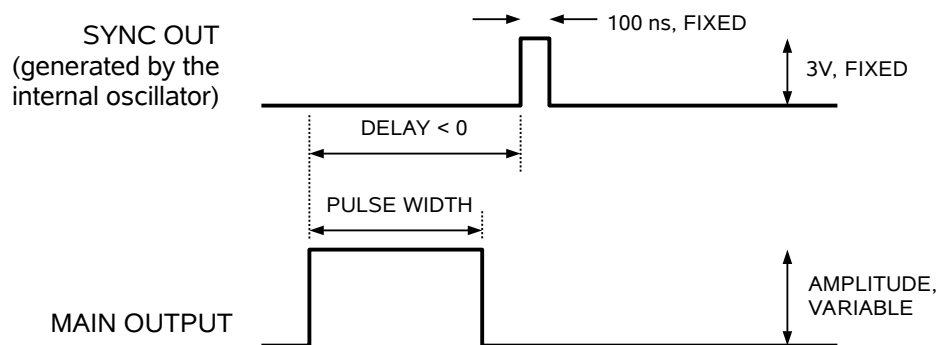 100 ns, FIXED
SYNC OUT
(generated by the
internal oscillator)
3V, FIXED
DELAY < 0
PULSE WIDTH
AMPLITUDE,
VARIABLE
MAIN OUTPUT